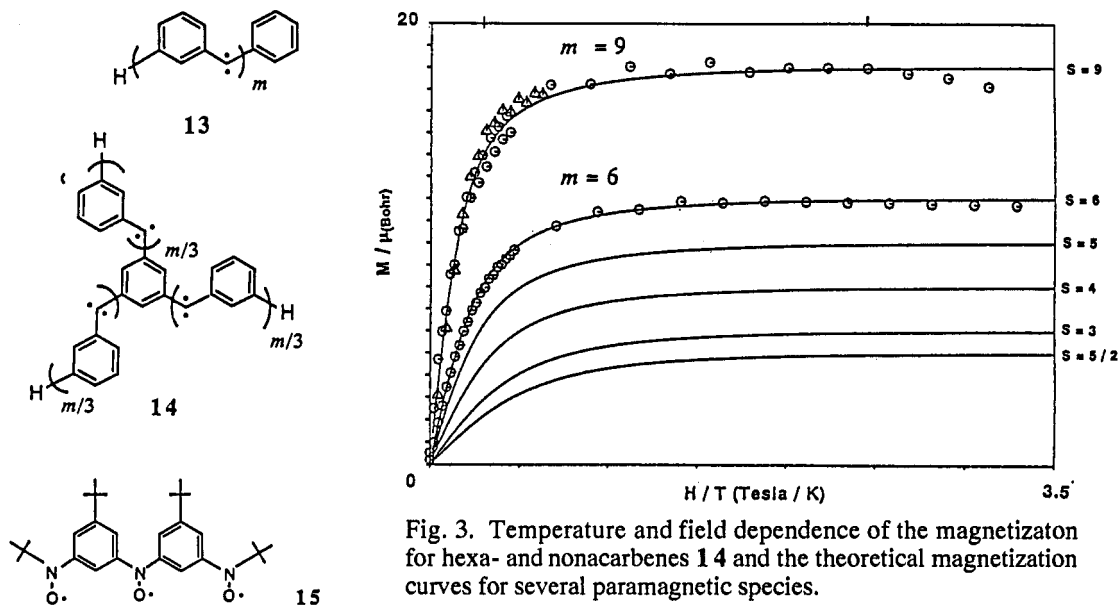 H
m
13
H
m/3
H
m/3
H
m/3
14
N
O·
N
O·
N
O·
15
20
M / μ(Bohr)
0
m = 9
m = 6
S = 9
S = 6
S = 5
S = 4
S = 3
S = 5 / 2
H / T (Tesla / K)
3.5
Fig. 3. Temperature and field dependence of the magnetizaton
for hexa- and nonacarbenes 14 and the theoretical magnetization
curves for several paramagnetic species.